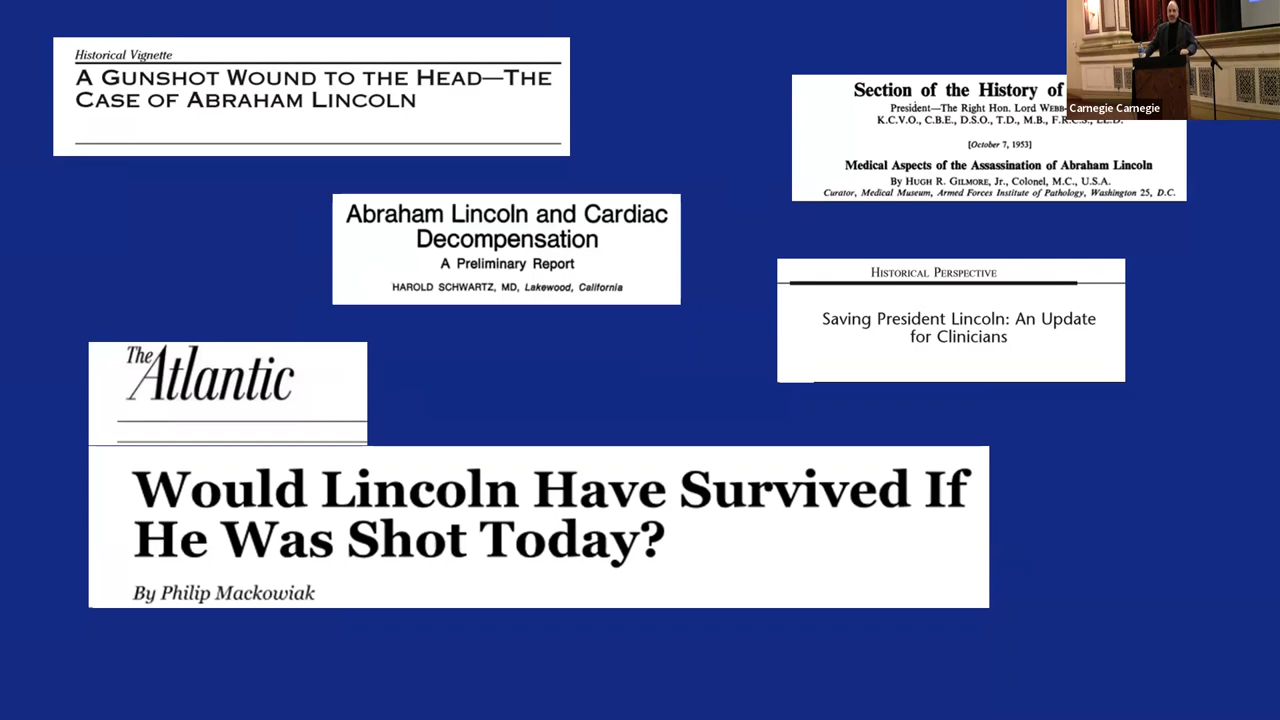 Historical Vignette
A GUNSHOT WOUND TO THE HEAD—THE
CASE OF ABRAHAM LINCOLN
Section of the History of
President—The Right Hon. Lord WEBB-
K.C.V.O., C.B.E., D.S.O., T.D., M.B., F.R.C.S., LL.D.
[October 7, 1953]
Medical Aspects of the Assassination of Abraham Lincoln
By HUGH R. GILMORE, Jr., Colonel, M.C., U.S.A.
Curator, Medical Museum, Armed Forces Institute of Pathology, Washington 25, D.C.
Carnegie Carnegie
Abraham Lincoln and Cardiac
Decompensation
A Preliminary Report
HAROLD SCHWARTZ, MD, Lakewood, California
HISTORICAL PERSPECTIVE
Saving President Lincoln: An Update
for Clinicians
The
Atlantic
Would Lincoln Have Survived If
He Was Shot Today?
By Philip Mackowiak